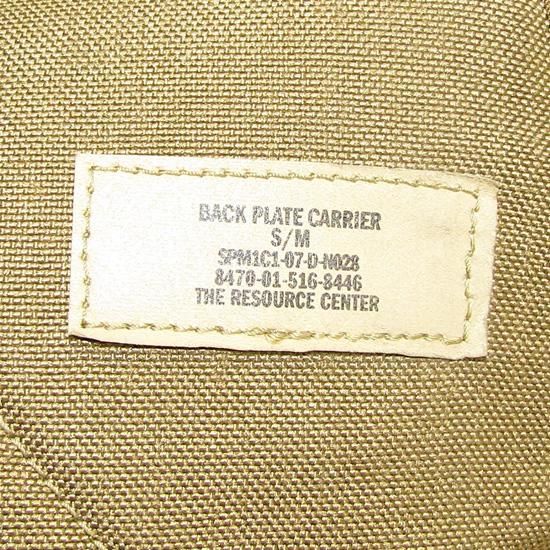 BACK PLATE CARRIER
S/M
SPM1C1-07-D-N028
8470-01-516-8446
THE RESOURCE CENTER